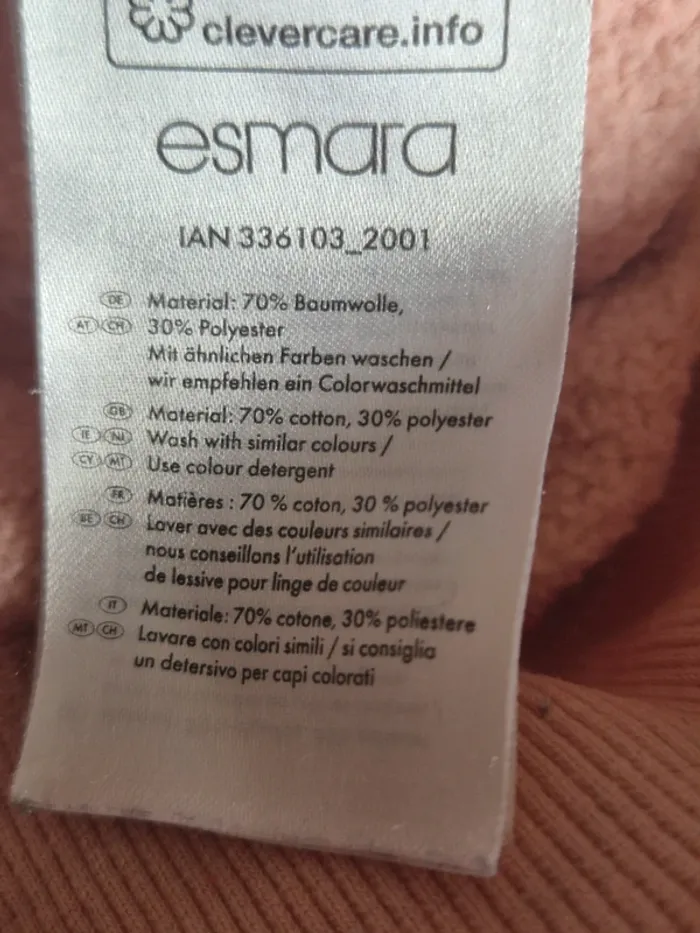 clevercare.info
esmara
IAN 336103_2001
DE Material: 70% Baumwolle,
AT CH 30% Polyester
Mit ähnlichen Farben waschen /
wir empfehlen ein Colorwaschmittel
GB Material: 70% cotton, 30% polyester
IE NI Wash with similar colours /
CY MT Use colour detergent
FR Matières : 70 % coton, 30 % polyester
BE CH Laver avec des couleurs similaires /
nous conseillons l'utilisation
de lessive pour linge de couleur
IT Materiale: 70% cotone, 30% poliestere
MT CH Lavare con colori simili / si consiglia
un detersivo per capi colorati